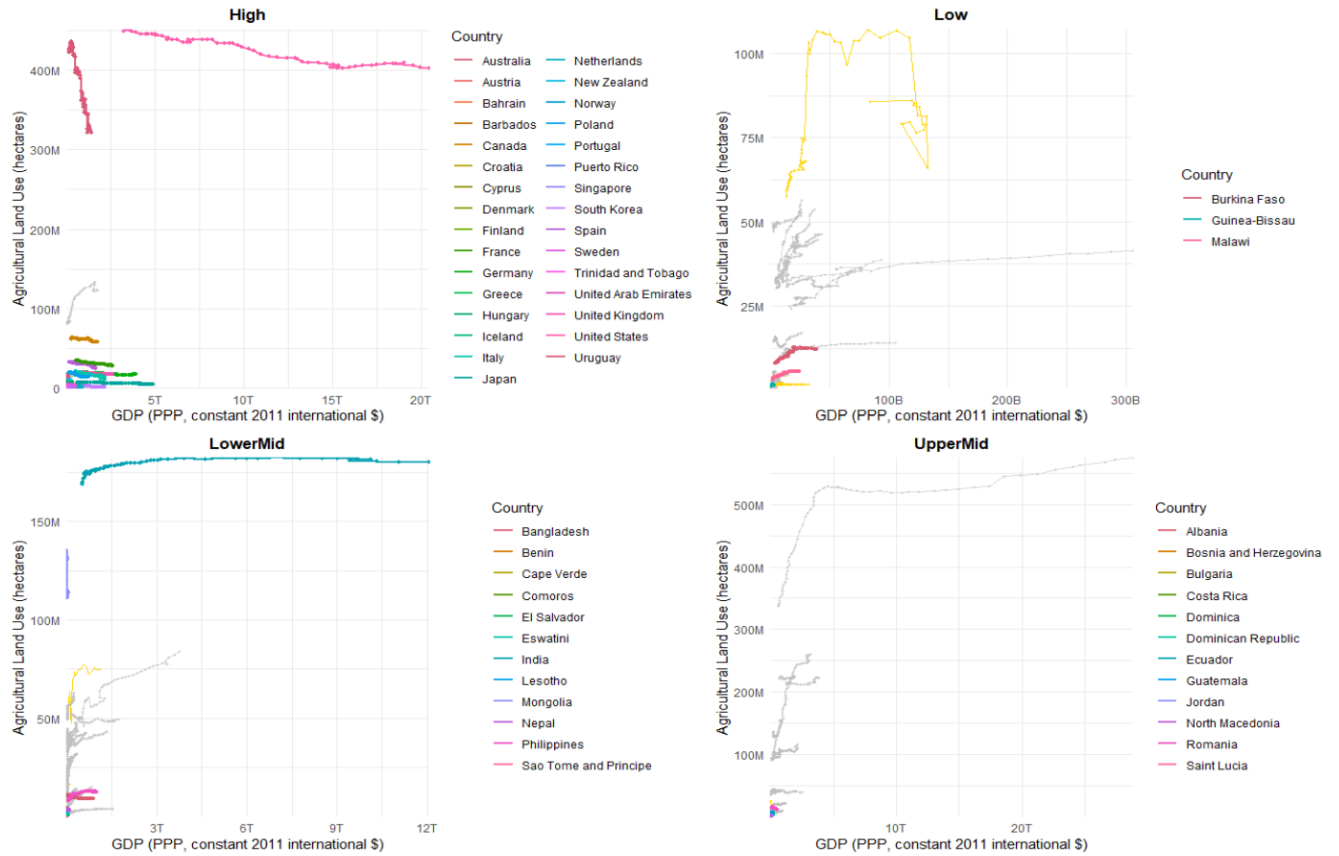 High
Agricultural Land Use (hectares)
400M
300M
200M
100M
0
5T
10T
15T
20T
GDP (PPP, constant 2011 international $)
Country
Australia
Austria
Bahrain
Barbados
Canada
Croatia
Cyprus
Denmark
Finland
France
Germany
Greece
Hungary
Iceland
Italy
Japan
Netherlands
New Zealand
Norway
Poland
Portugal
Puerto Rico
Singapore
South Korea
Spain
Sweden
Trinidad and Tobago
United Arab Emirates
United Kingdom
United States
Uruguay
Low
Agricultural Land Use (hectares)
100M
75M
50M
25M
100B
200B
300B
GDP (PPP, constant 2011 international $)
Country
Burkina Faso
Guinea-Bissau
Malawi
LowerMid
Agricultural Land Use (hectares)
150M
100M
50M
3T
6T
9T
12T
GDP (PPP, constant 2011 international $)
Country
Bangladesh
Benin
Cape Verde
Comoros
El Salvador
Eswatini
India
Lesotho
Mongolia
Nepal
Philippines
Sao Tome and Principe
UpperMid
Agricultural Land Use (hectares)
500M
400M
300M
200M
100M
10T
20T
GDP (PPP, constant 2011 international $)
Country
Albania
Bosnia and Herzegovina
Bulgaria
Costa Rica
Dominica
Dominican Republic
Ecuador
Guatemala
Jordan
North Macedonia
Romania
Saint Lucia